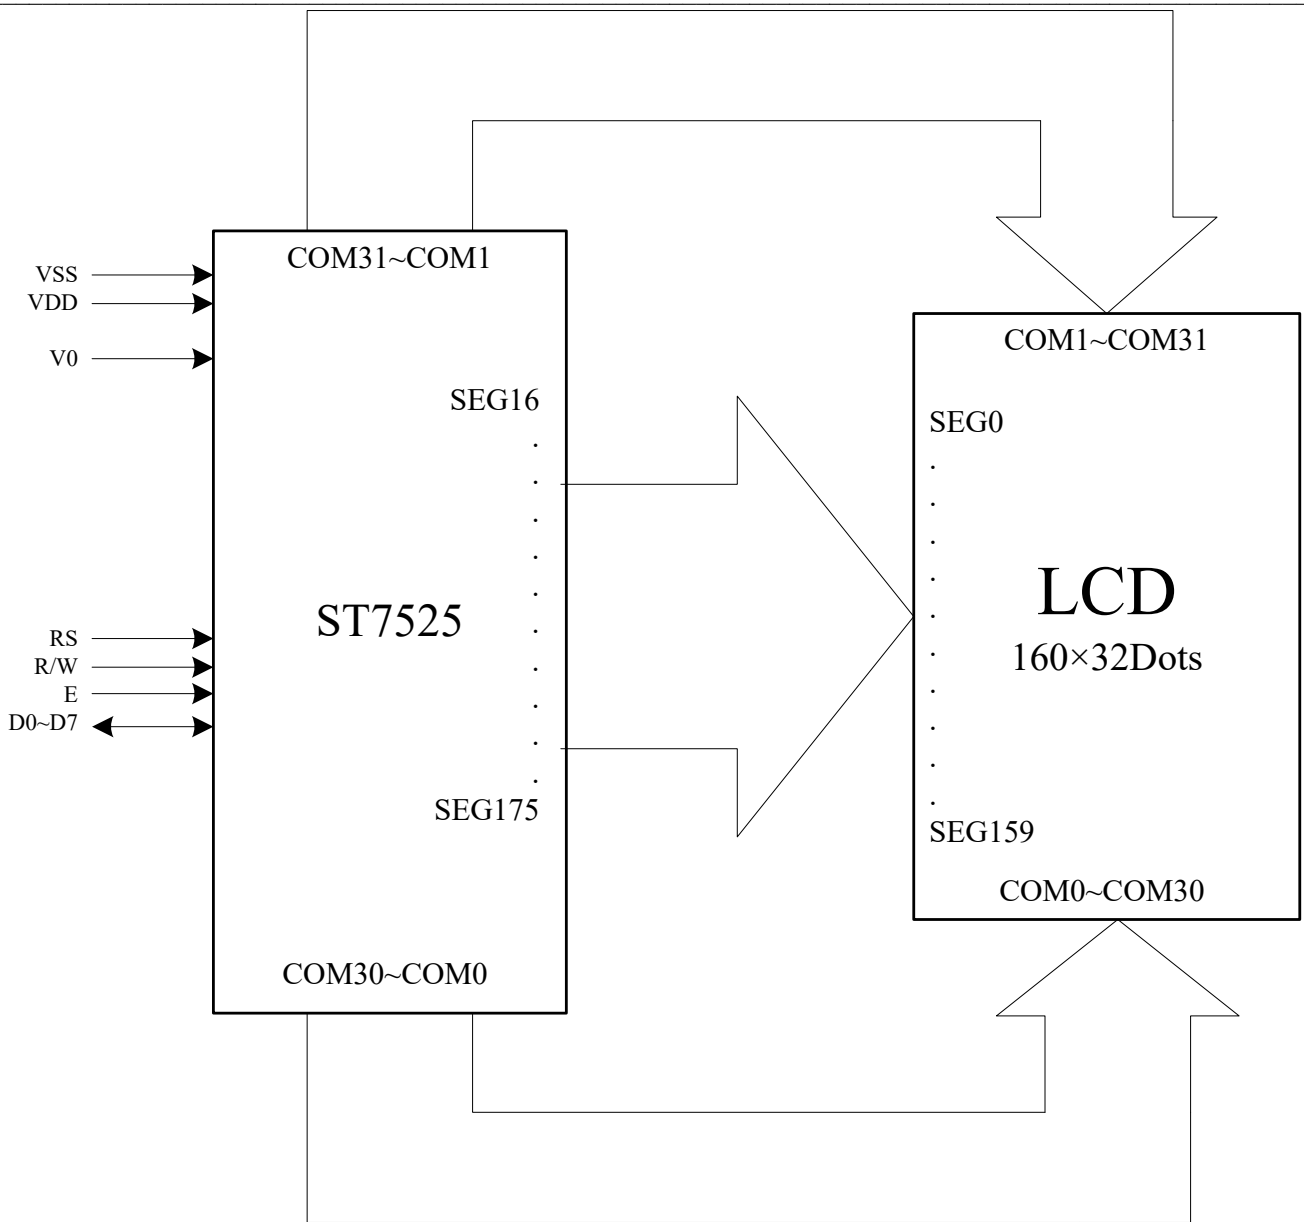 COM31~COM1
VSS
VDD
V0
SEG16
.
.
.
.
.
.
.
.
.
.
SEG175
ST7525
RS
R/W
E
D0~D7
COM30~COM0
COM1~COM31
SEG0
.
.
.
.
.
.
.
.
.
.
SEG159
LCD
160×32Dots
COM0~COM30